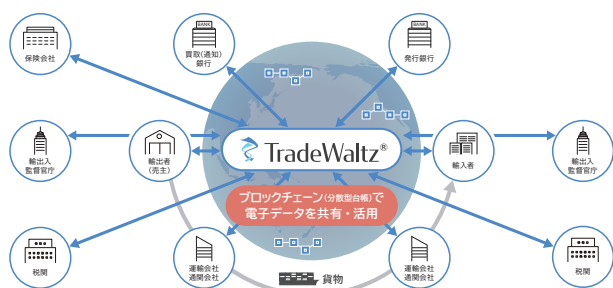 BANK
BANK
保険会社
買取(通知)
銀行
発行銀行
輸出入
監督官庁
輸出者
(売主)
TradeWaltz®
輸入者
輸出入
監督官庁
ブロックチェーン(分散型台帳)で
電子データを共有・活用
税関
運輸会社
通関会社
貨物
運輸会社
通関会社
税関